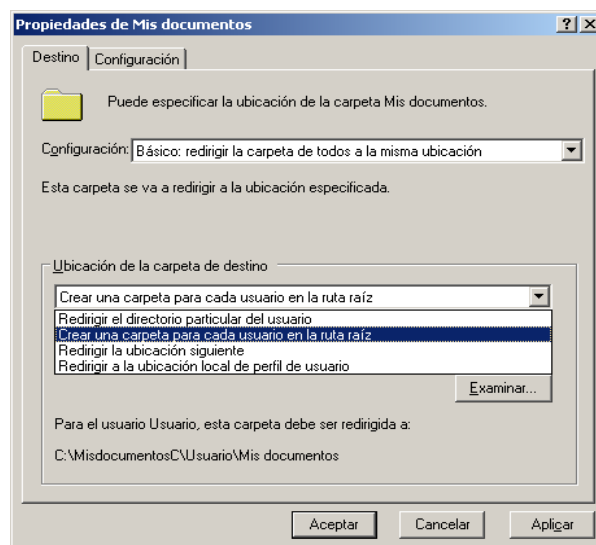 Propiedades de Mis documentos
Destino
Configuración
Puede especificar la ubicación de la carpeta Mis documentos.
Configuración: Básico: redirigir la carpeta de todos a la misma ubicación
Esta carpeta se va a redirigir a la ubicación especificada.
Ubicación de la carpeta de destino
Crear una carpeta para cada usuario en la ruta raíz
Redirigir el directorio particular del usuario
Crear una carpeta para cada usuario en la ruta raíz
Redirigir la ubicación siguiente
Redirigir a la ubicación local de perfil de usuario
Examinar...
Para el usuario Usuario, esta carpeta debe ser redirigida a:
C:\MisdocumentosC\Usuario\Mis documentos
Aceptar Cancelar Aplicar